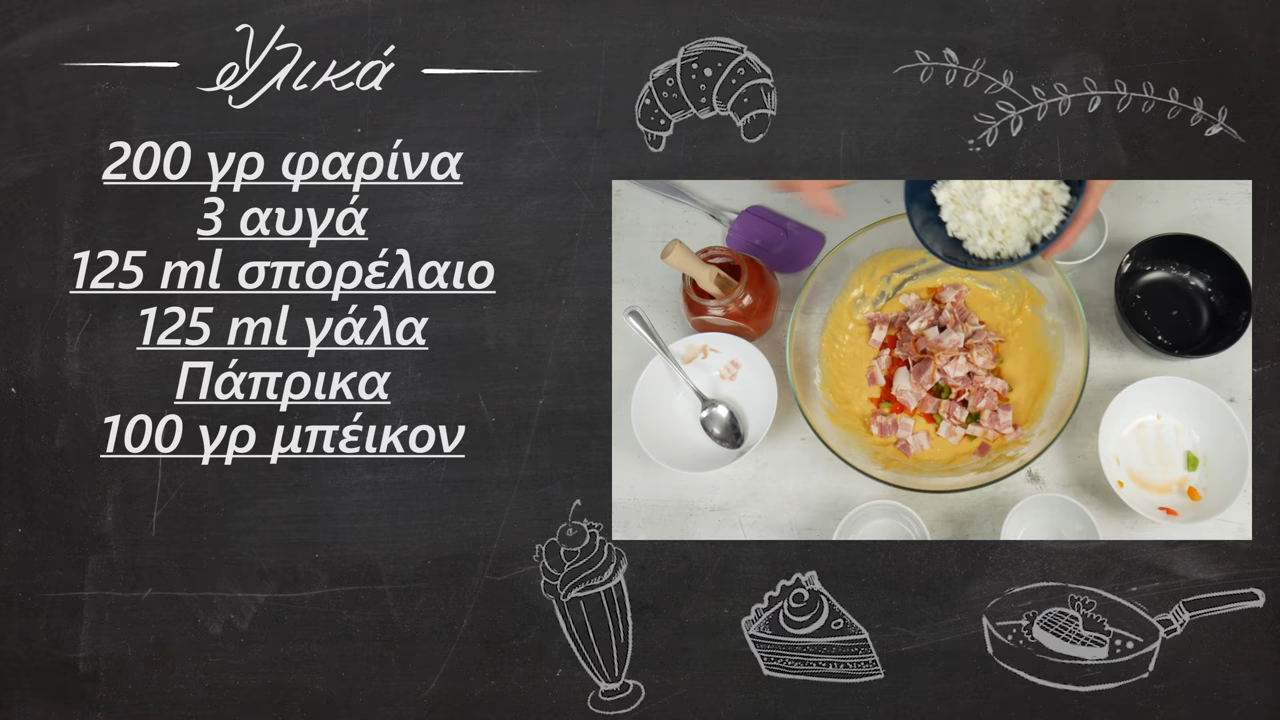 Υλικά
200 γρ φαρίνα
3 αυγά
125 ml σπορέλαιο
125 ml γάλα
Πάπρικα
100 γρ μπέικον